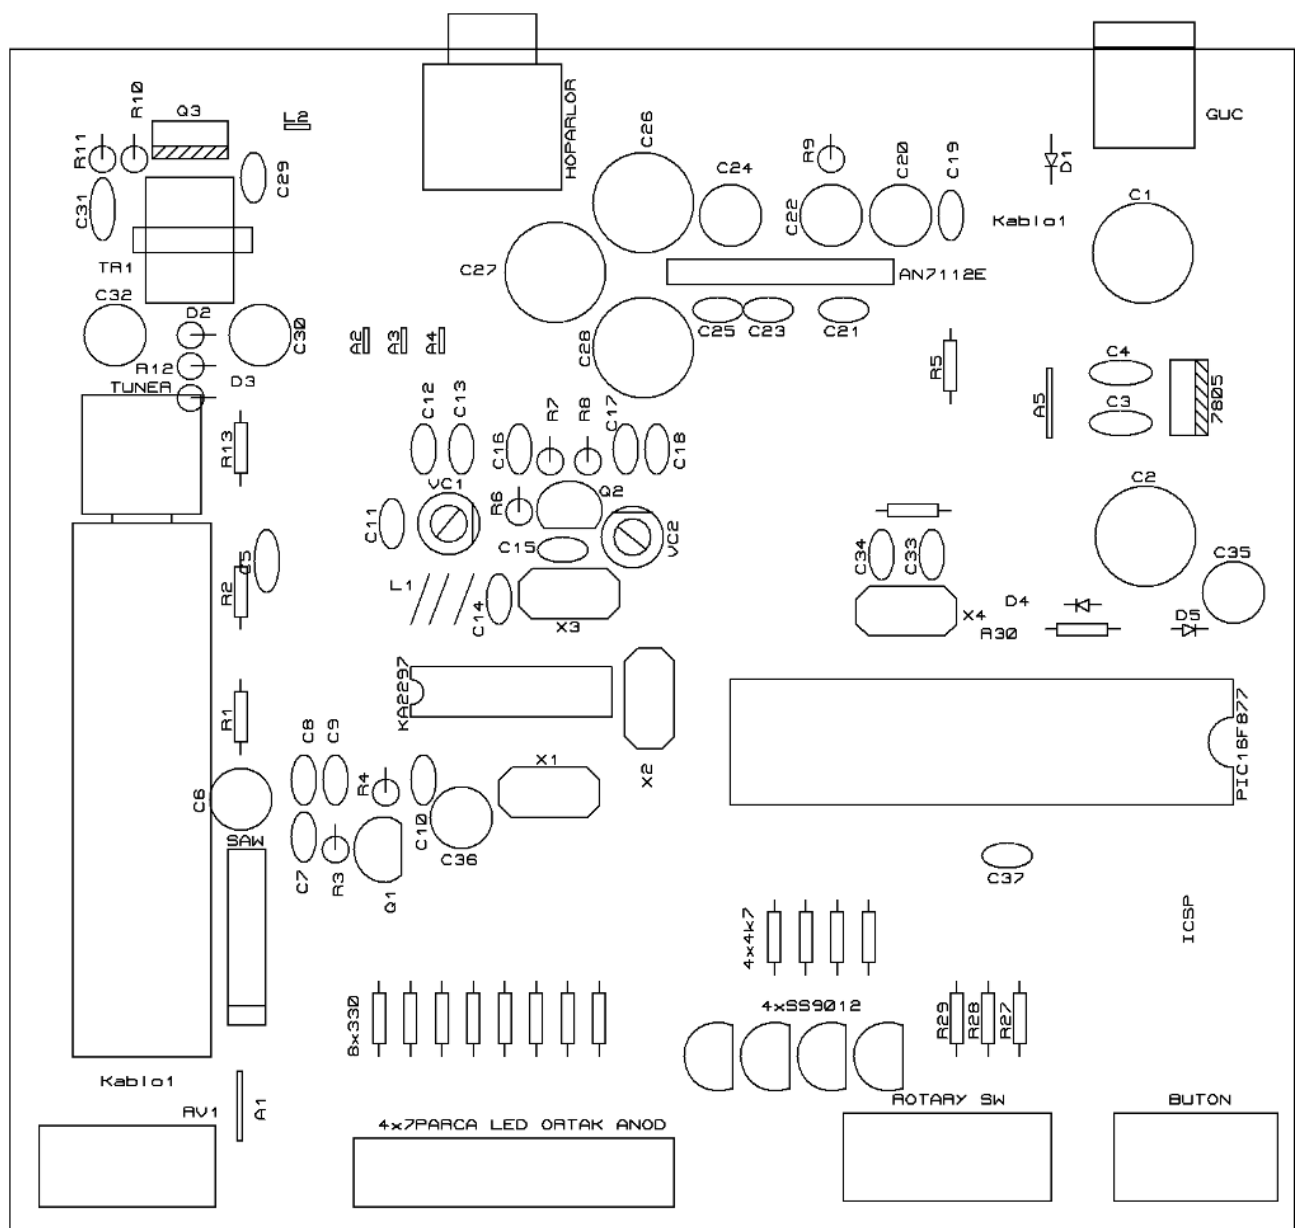 R10
Q3
L2
HOPARLOR
GUC
R11
C26
R9
C20
C19
D1
C29
C24
C31
C22
Kablo1
C1
TR1
C27
AN7112E
C32
D2
C30
A2
A3
A4
C28
C25
C23
C21
R12
D3
TUNER
R5
C4
C3
A5
7805
C12
C13
R7
R8
C17
R13
C16
C18
VC1
R6
Q2
C2
C11
C15
VC2
C34
C33
C35
C5
R2
L1
C14
X3
X4
D4
R30
D5
KA2297
R1
X2
PIC16F877
C8
C9
R4
X1
C6
C10
SAW
C7
R3
Q1
C36
C37
4x4k7
ICSP
8x330
4xSS9012
R29
R28
R27
Kablo1
RV1
A1
4x7PARCA LED ORTAK ANOD
ROTARY SW
BUTON